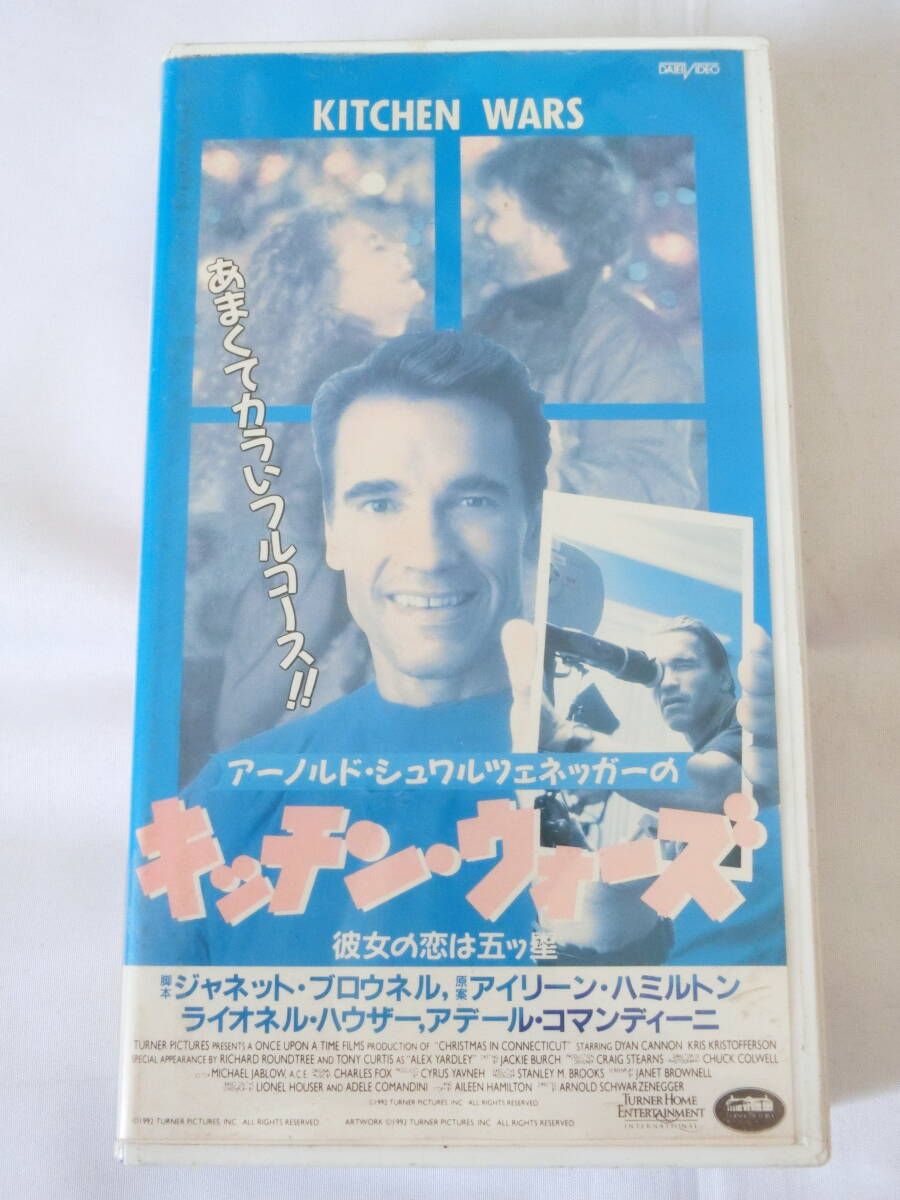 DAIEI VIDEO
KITCHEN WARS
あまくてカラいフルコース!!
アーノルド・シュワルツェネッガーの
キッチン・ウォーズ
彼女の恋は五ッ星
脚本 ジャネット・ブロウネル, 原案 アイリーン・ハミルトン
ライオネル・ハウザー,アデール・コマンディーニ
TURNER PICTURES PRESENTS A ONCE UPON A TIME FILMS PRODUCTION OF "CHRISTMAS IN CONNECTICUT" STARRING DYAN CANNON KRIS KRISTOFFERSON
SPECIAL APPEARANCE BY RICHARD ROUNDTREE AND TONY CURTIS AS "ALEX YARDLEY" JACKIE BURCH CRAIG STEARNS CHUCK COLWELL
MICHAEL JABLOW, A.C.E. CHARLES FOX CYRUS YAVNEH STANLEY M. BROOKS JANET BROWNELL
LIONEL HOUSER AND ADELE COMANDINI AILEEN HAMILTON ARNOLD SCHWARZENEGGER
©1992 TURNER PICTURES, INC. ALL RIGHTS RESERVED.
TURNER HOME
ENTERTAINMENT
INTERNATIONAL
©1992 TURNER PICTURES, INC. ALL RIGHTS RESERVED. ARTWORK ©1992 TURNER PICTURES, INC. ALL RIGHTS RESERVED.